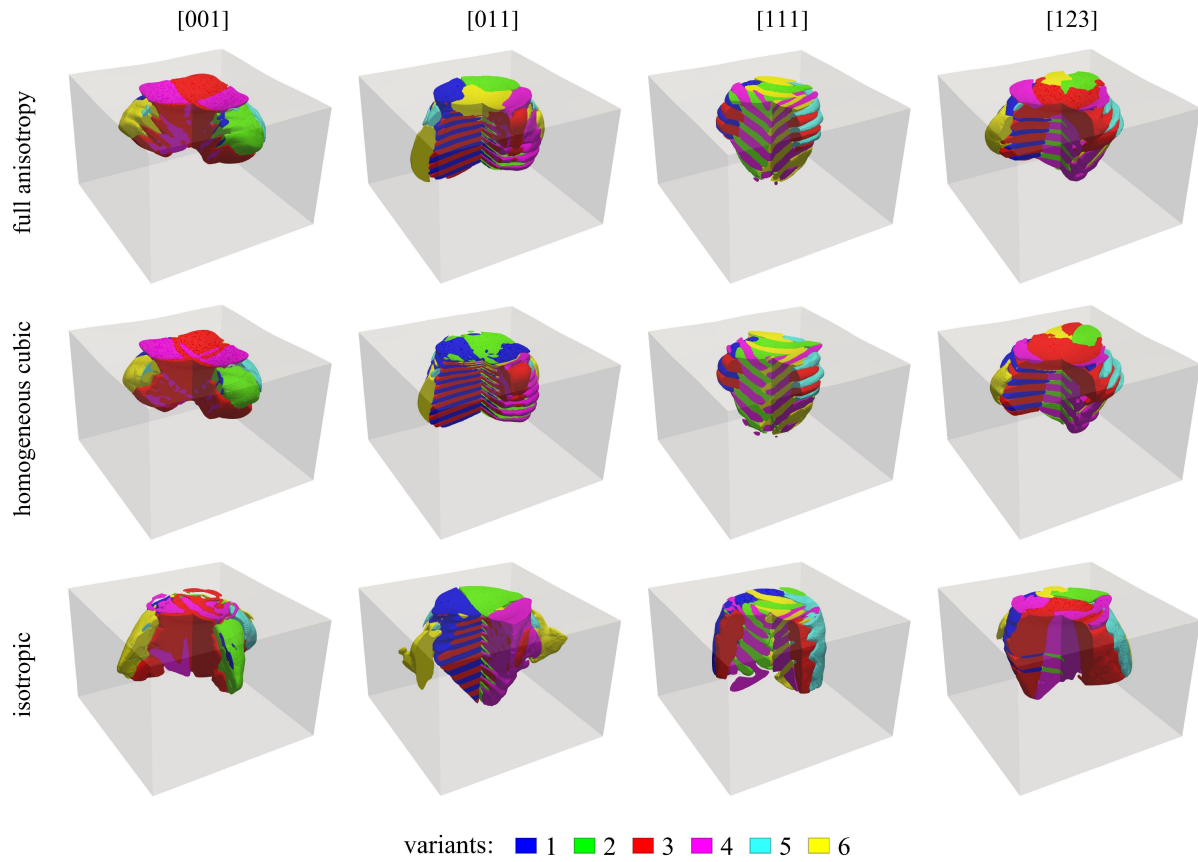 [001] [011] [111] [123]
full anisotropy
homogeneous cubic
isotropic
variants: 1 2 3 4 5 6